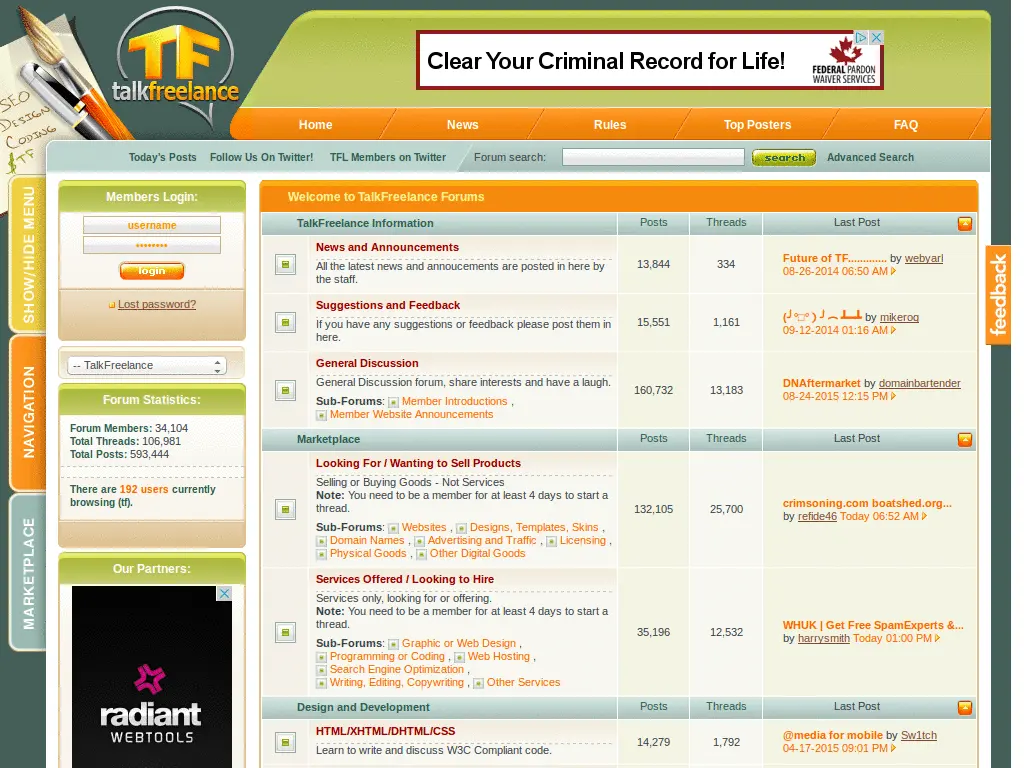 SEO
DESIGN
CODING
$TF
TF
talkfreelance
Clear Your Criminal Record for Life!
FEDERAL PARDON
WAIVER SERVICES
Home
News
Rules
Top Posters
FAQ
Today's Posts
Follow Us On Twitter!
TFL Members on Twitter
Forum search:
search
Advanced Search
SHOW/HIDE MENU
NAVIGATION
MARKETPLACE
feedback
Members Login:
username
login
Lost password?
-- TalkFreelance
Forum Statistics:
Forum Members: 34,104
Total Threads: 106,981
Total Posts: 593,444
There are 192 users currently
browsing (tf).
Our Partners:
radiant
WEBTOOLS
Welcome to TalkFreelance Forums
TalkFreelance Information Posts Threads Last Post
News and Announcements
All the latest news and annoucements are posted in here by
the staff.
13,844
334
Future of TF............. by webyarl
08-26-2014 06:50 AM
Suggestions and Feedback
If you have any suggestions or feedback please post them in
here.
15,551
1,161
(╯°□°)╯︵ ┻━┻ by mikeroq
09-12-2014 01:16 AM
General Discussion
General Discussion forum, share interests and have a laugh.
Sub-Forums: Member Introductions ,
Member Website Announcements
160,732
13,183
DNAftermarket by domainbartender
08-24-2015 12:15 PM
Marketplace Posts Threads Last Post
Looking For / Wanting to Sell Products
Selling or Buying Goods - Not Services
Note: You need to be a member for at least 4 days to start a
thread.
Sub-Forums: Websites , Designs, Templates, Skins ,
Domain Names , Advertising and Traffic , Licensing ,
Physical Goods , Other Digital Goods
132,105
25,700
crimsoning.com boatshed.org...
by refide46 Today 06:52 AM
Services Offered / Looking to Hire
Services only, looking for or offering.
Note: You need to be a member for at least 4 days to start a
thread.
Sub-Forums: Graphic or Web Design ,
Programming or Coding , Web Hosting ,
Search Engine Optimization ,
Writing, Editing, Copywriting , Other Services
35,196
12,532
WHUK | Get Free SpamExperts &...
by harrysmith Today 01:00 PM
Design and Development Posts Threads Last Post
HTML/XHTML/DHTML/CSS
Learn to write and discuss W3C Compliant code.
14,279
1,792
@media for mobile by Sw1tch
04-17-2015 09:01 PM